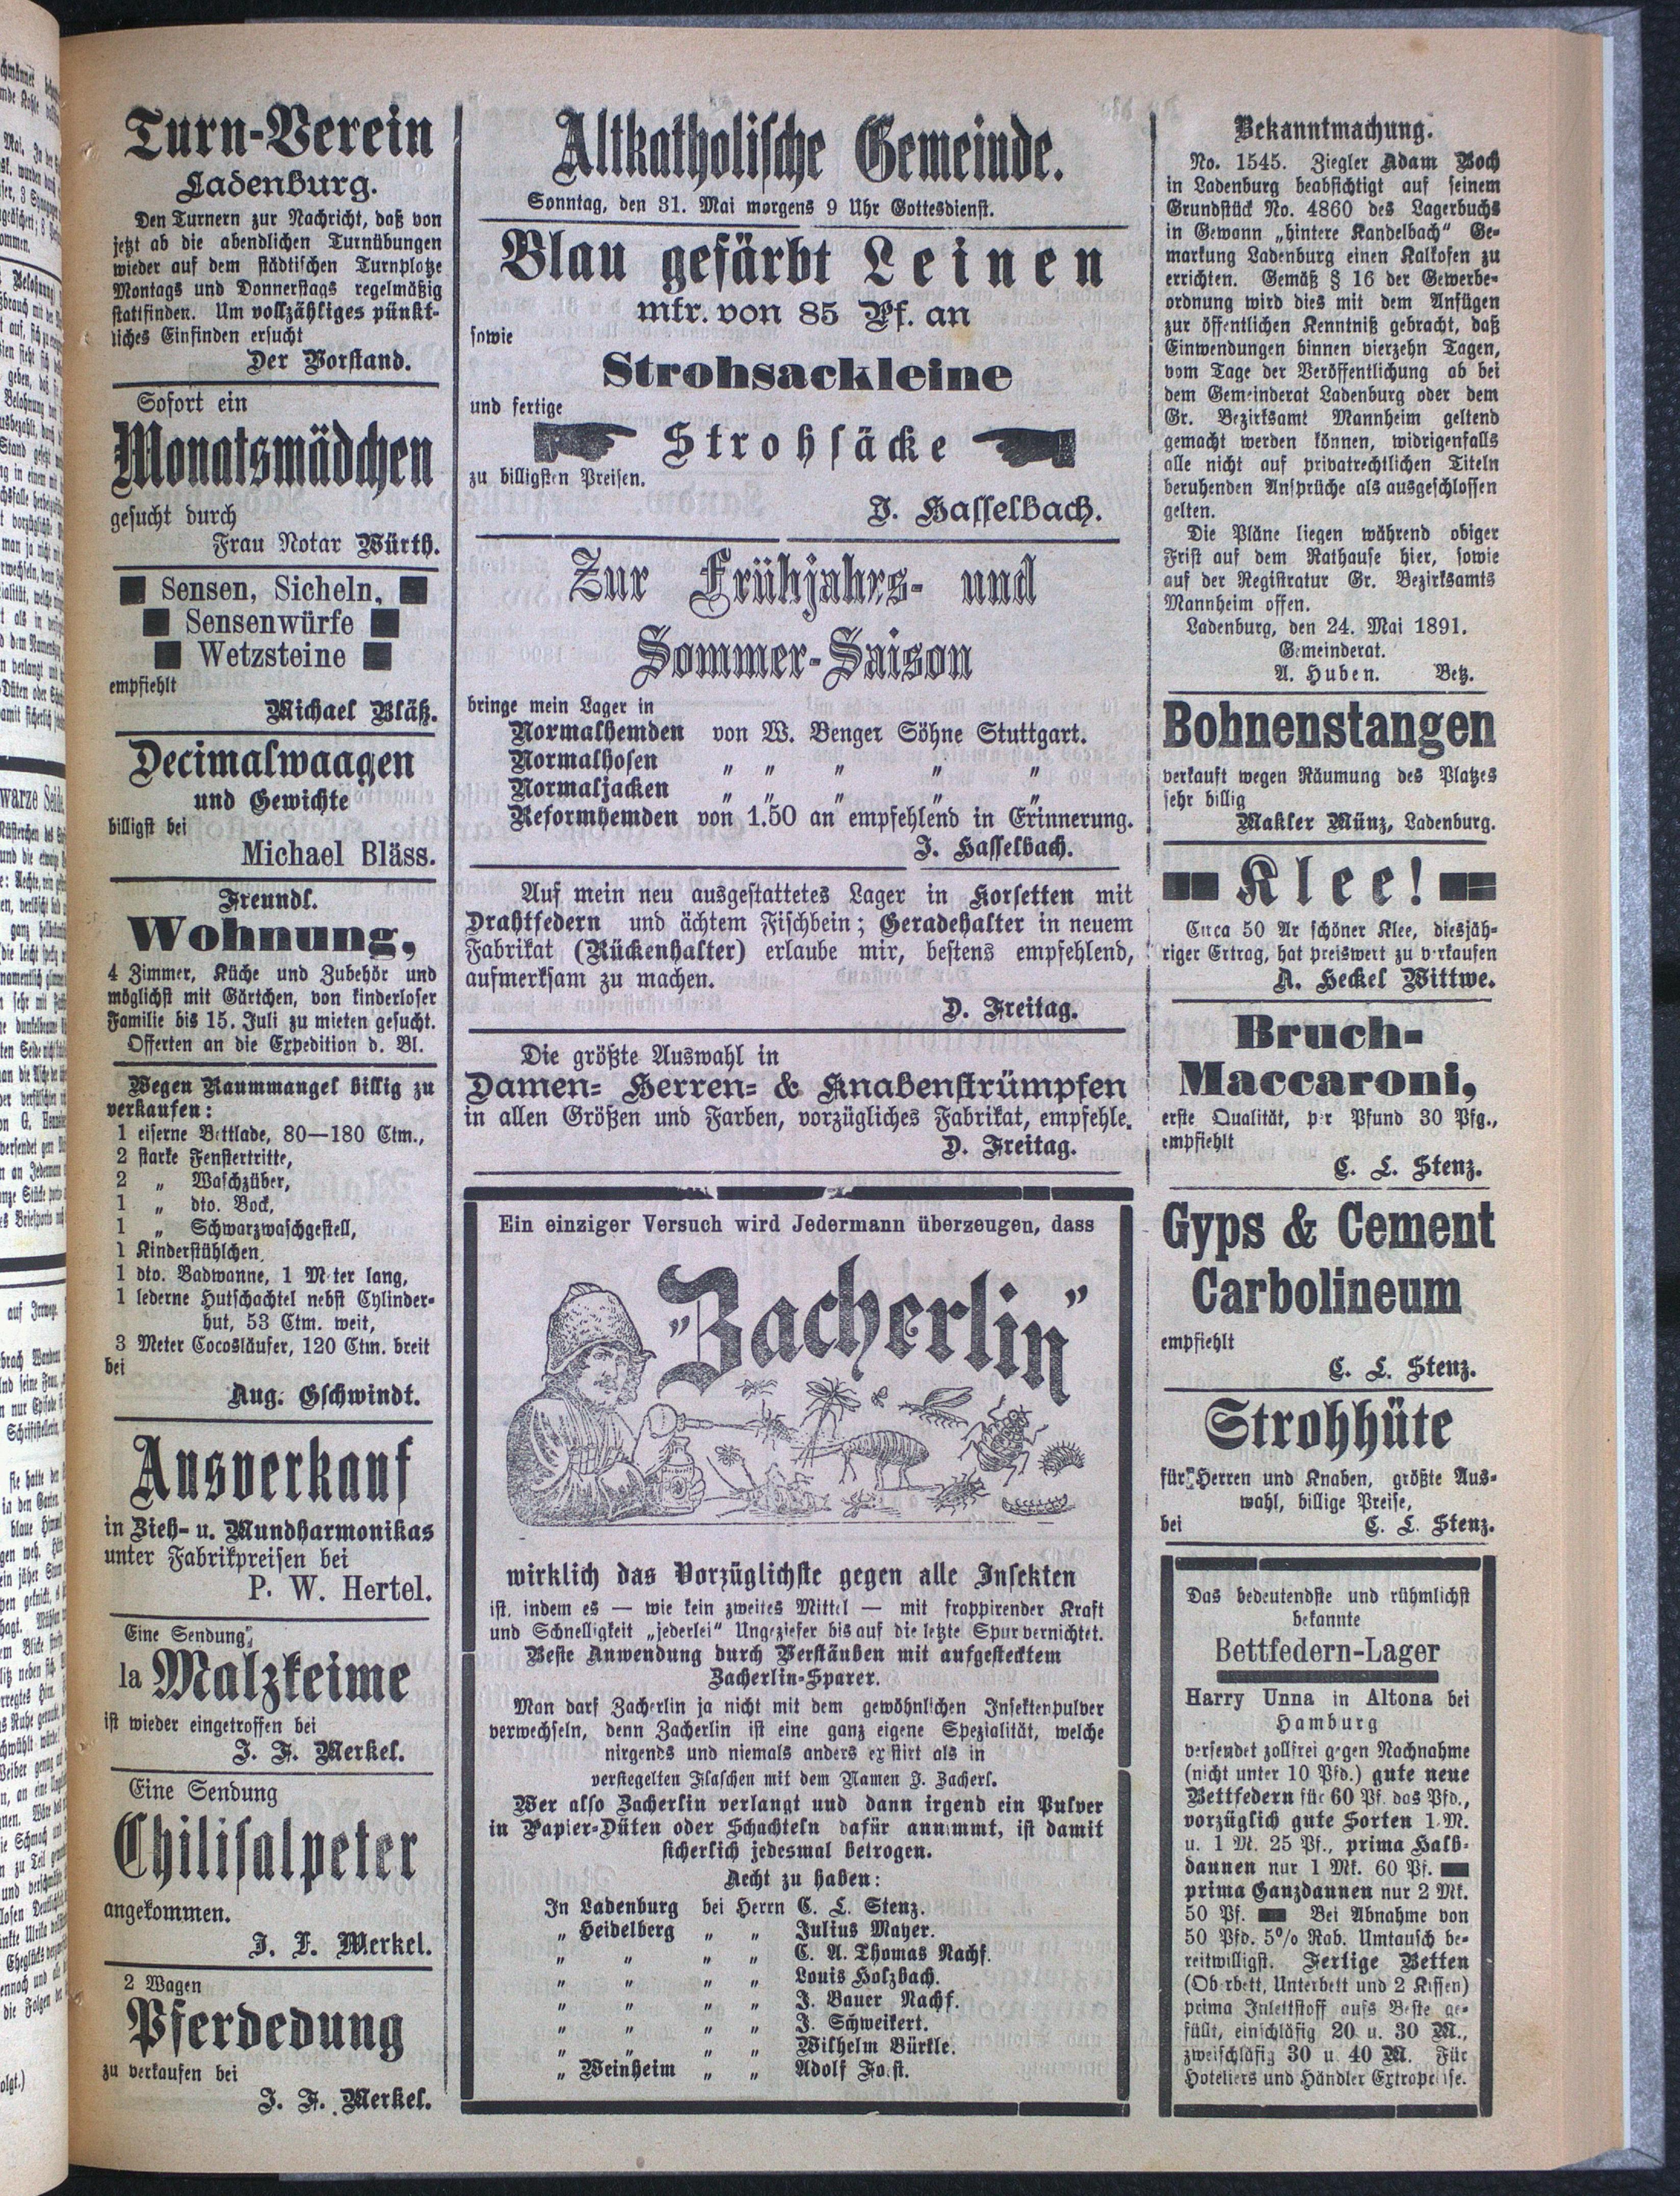 Turn-Verein
Ladenburg.
Den Turnern zur Nachricht, daß von
jetzt ab die abendlichen Turnübungen
wieder auf dem städtischen Turnplatze
Montags und Donnerstags regelmäßig
stattfinden. Um vollzähliges pünkt-
liches Einfinden ersucht
Der Vorstand.
Sofort ein
Monatsmädchen
gesucht durch
Frau Notar Würth.
Sensen, Sicheln,
Sensenwürfe
Wetzsteine
empfiehlt
Michael Bläß.
Decimalwaagen
und Gewichte
billigst bei
Michael Bläss.
Freundl.
Wohnung,
4 Zimmer, Küche und Zubehör und
möglichst mit Gärtchen, von kinderloser
Familie bis 15. Juli zu mieten gesucht.
Offerten an die Expedition d. Bl.
Wegen Raummangel billig zu
verkaufen:
1 eiserne Bettlade, 80—180 Ctm.,
2 starke Fenstertritte,
2 „ Waschzüber,
1 „ dto. Bock,
1 „ Schwarzwaschgestell,
1 Kinderstühlchen,
1 dto. Badwanne, 1 Meter lang,
1 lederne Hutschachtel nebst Cylinder-
hut, 53 Ctm. weit,
3 Meter Cocosläufer, 120 Ctm. breit
bei
Aug. Gschwindt.
Ausverkauf
in Zieh- u. Mundharmonikas
unter Fabrikpreisen bei
P. W. Hertel.
Eine Sendung
Ia Malzkeime
ist wieder eingetroffen bei
J. F. Merkel.
Eine Sendung
Chilisalpeter
angekommen.
J. F. Merkel.
2 Wagen
Pferdedung
zu verkaufen bei
J. F. Merkel.
Altkatholische Gemeinde.
Sonntag, den 31. Mai morgens 9 Uhr Gottesdienst.
Blau gefärbt Leinen
mtr. von 85 Pf. an
sowie
Strohsackleine
und fertige
Strohsäcke
zu billigsten Preisen.
J. Hasselbach.
Zur Frühjahrs- und
Sommer-Saison
bringe mein Lager in
Normalhemden von W. Benger Söhne Stuttgart.
Normalhosen „ „ „ „ „
Normaljacken „ „ „ „ „
Reformhemden von 1.50 an empfehlend in Erinnerung.
J. Hasselbach.
Auf mein neu ausgestattetes Lager in Korsetten mit
Drahtfedern und ächtem Fischbein; Geradehalter in neuem
Fabrikat (Rückenhalter) erlaube mir, bestens empfehlend,
aufmerksam zu machen.
D. Freitag.
Die größte Auswahl in
Damen- Herren- & Knabenstrümpfen
in allen Größen und Farben, vorzügliches Fabrikat, empfehle.
D. Freitag.
Ein einziger Versuch wird Jedermann überzeugen, dass
„Zacherlin”
wirklich das Vorzüglichste gegen alle Insekten
ist, indem es — wie kein zweites Mittel — mit frappirender Kraft
und Schnelligkeit „jederlei“ Ungeziefer bis auf die letzte Spur vernichtet.
Beste Anwendung durch Verstäuben mit aufgestecktem
Zacherlin-Sparer.
Man darf Zacherlin ja nicht mit dem gewöhnlichen Insektenpulver
verwechseln, denn Zacherlin ist eine ganz eigene Spezialität, welche
nirgends und niemals anders existirt als in
versiegelten Flaschen mit dem Namen J. Zacherl.
Wer also Zacherlin verlangt und dann irgend ein Pulver
in Papier-Düten oder Schachteln dafür annimmt, ist damit
sicherlich jedesmal betrogen.
Aecht zu haben:
In Ladenburg bei Herrn C. L. Stenz.
„ Heidelberg „ „ Julius Mayer.
„ „ „ „ C. A. Thomas Nachf.
„ „ „ „ Louis Holzbach.
„ „ „ „ J. Bauer Nachf.
„ „ „ „ J. Schweikert.
„ „ „ „ Wilhelm Bürkle.
„ Weinheim „ „ Adolf
Bekanntmachung.
No. 1545. Ziegler Adam Boch
in Ladenburg beabsichtigt auf seinem
Grundstück No. 4860 des Lagerbuchs
in Gewann „hintere Kandelbach“ Ge-
markung Ladenburg einen Kalkofen zu
errichten. Gemäß § 16 der Gewerbe-
ordnung wird dies mit dem Anfügen
zur öffentlichen Kenntniß gebracht, daß
Einwendungen binnen vierzehn Tagen,
vom Tage der Veröffentlichung ab bei
dem Gemeinderat Ladenburg oder dem
Gr. Bezirksamt Mannheim geltend
gemacht werden können, widrigenfalls
alle nicht auf privatrechtlichen Titeln
beruhenden Ansprüche als ausgeschlossen
gelten.
Die Pläne liegen während obiger
Frist auf dem Rathause hier, sowie
auf der Registratur Gr. Bezirksamts
Mannheim offen.
Ladenburg, den 24. Mai 1891.
Gemeinderat.
A. Huben. Betz.
Bohnenstangen
verkauft wegen Räumung des Platzes
sehr billig
Makler Münz, Ladenburg.
Klee!
Circa 50 Ar schöner Klee, diesjäh-
riger Ertrag, hat preiswert zu verkaufen
A. Heckel Wittwe.
Bruch-
Maccaroni,
erste Qualität, per Pfund 30 Pfg.,
empfiehlt
C. L. Stenz.
Gyps & Cement
Carbolineum
empfiehlt
C. L. Stenz.
Strohhüte
für Herren und Knaben, größte Aus-
wahl, billige Preise,
bei C. L. Stenz.
Das bedeutendste und rühmlichst
bekannte
Bettfedern-Lager
Harry Unna in Altona bei
Hamburg
versendet zollfrei gegen Nachnahme
(nicht unter 10 Pfd.) gute neue
Bettfedern für 60 Pf. das Pfd.,
vorzüglich gute Sorten 1 M.
u. 1 M. 25 Pf., prima Halb-
daunen nur 1 Mk. 60 Pf.
prima Ganzdaunen nur 2 Mk.
50 Pf. Bei Abnahme von
50 Pfd. 5% Rab. Umtausch be-
reitwilligst. Fertige Betten
(Oberbett, Unterbett und 2 Kissen)
prima Inlettstoff aufs Beste ge-
füllt, einschläfig 20 u. 30 M.,
zweischläfig 30 u. 40 M. Für
Hoteliers und Händler Extrapreise.